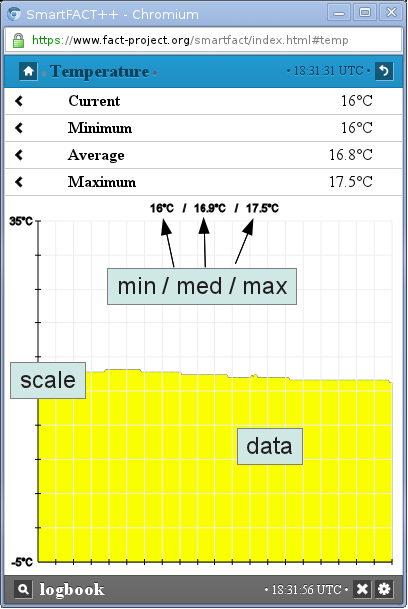 SmartFACT++ - Chromium
https://www.fact-project.org/smartfact/index.html#temp
• Temperature •
• 18:31:31 UTC •
Current 16°C
Minimum 16°C
Average 16.8°C
Maximum 17.5°C
16°C / 16.9°C / 17.5°C
35°C
min / med / max
scale
data
-5°C
logbook
• 18:31:56 UTC •